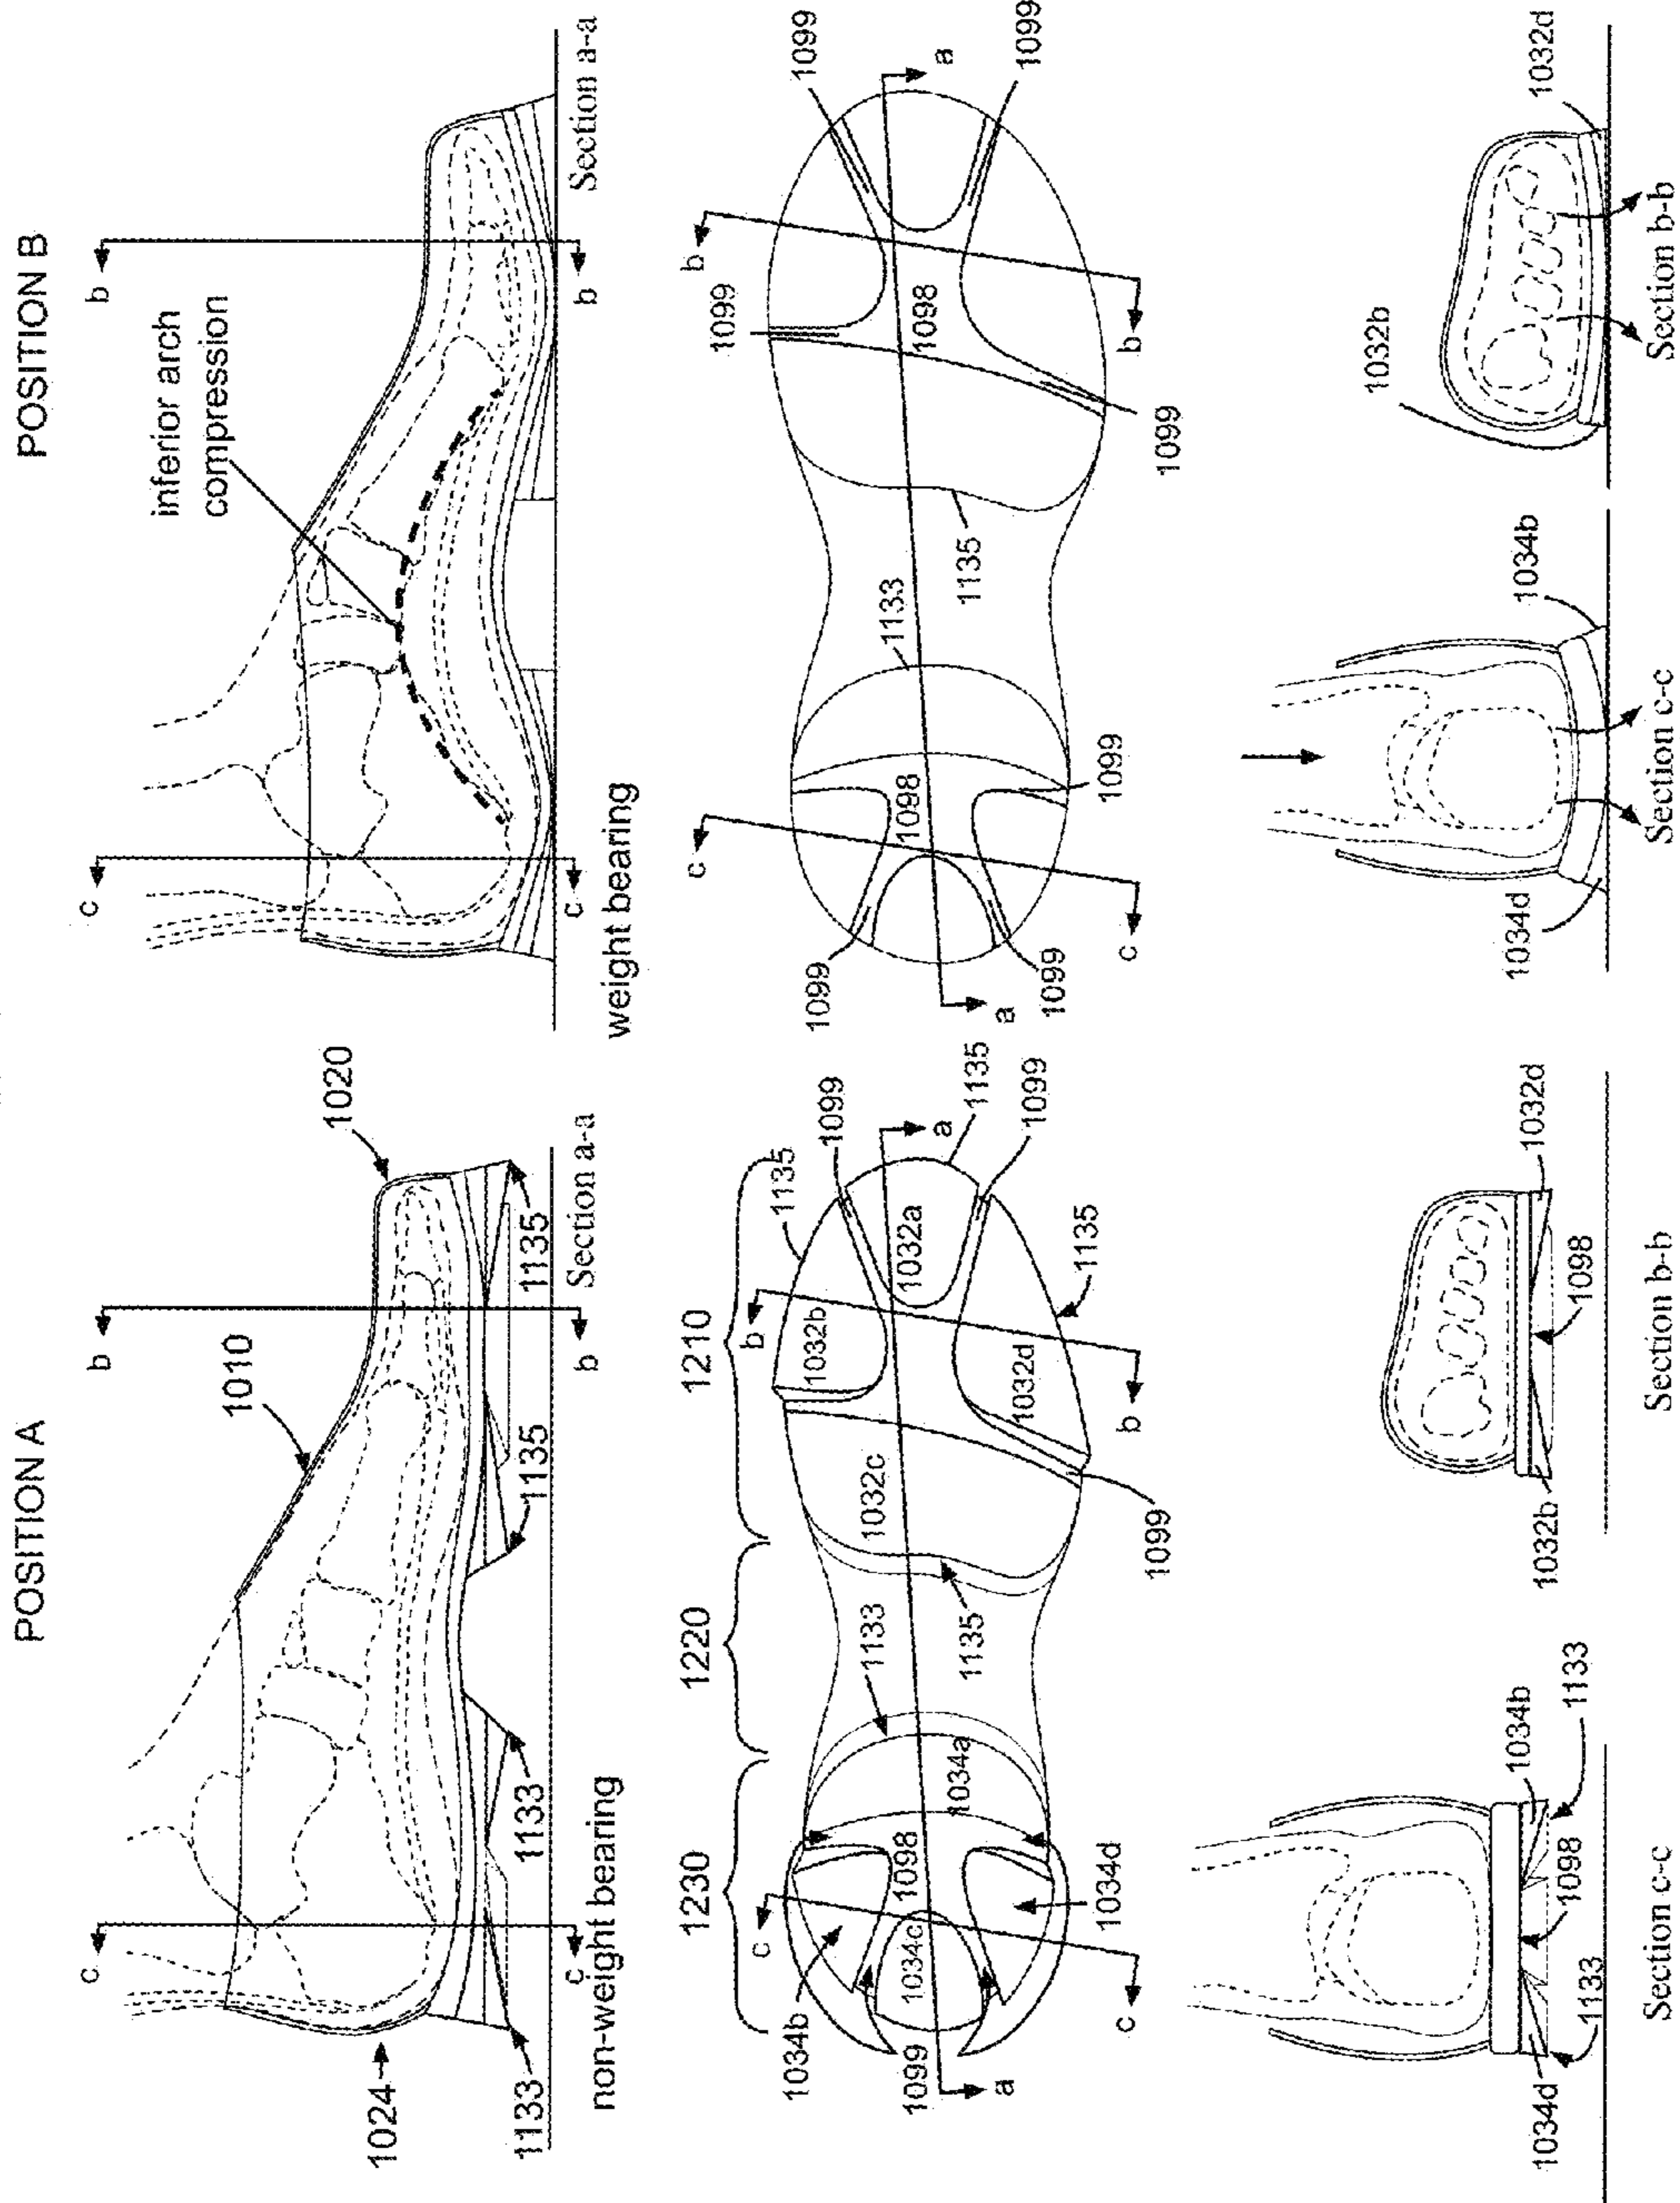 POSITION A
c
b
1010
1020
1024
1133
1133
1135
1135
c
b
Section a-a
non-weight bearing
1230
1220
1210
c
b
1034b
1099
1034c
1098
1034d
1034a
1133
1135
1032c
1099
1032b
1032d
1032a
1135
1099
1135
1135
1099
a
a
c
b
1034d
1133
1098
1034b
1133
Section c-c
1032b
1098
1032d
Section b-b
POSITION B
c
b
inferior arch
compression
c
b
Section a-a
weight bearing
c
b
1099
1099
1098
1099
1133
1135
1099
1098
1099
1099
1099
a
a
c
b
1034d
1034b
Section c-c
1032b
1032d
Section b-b